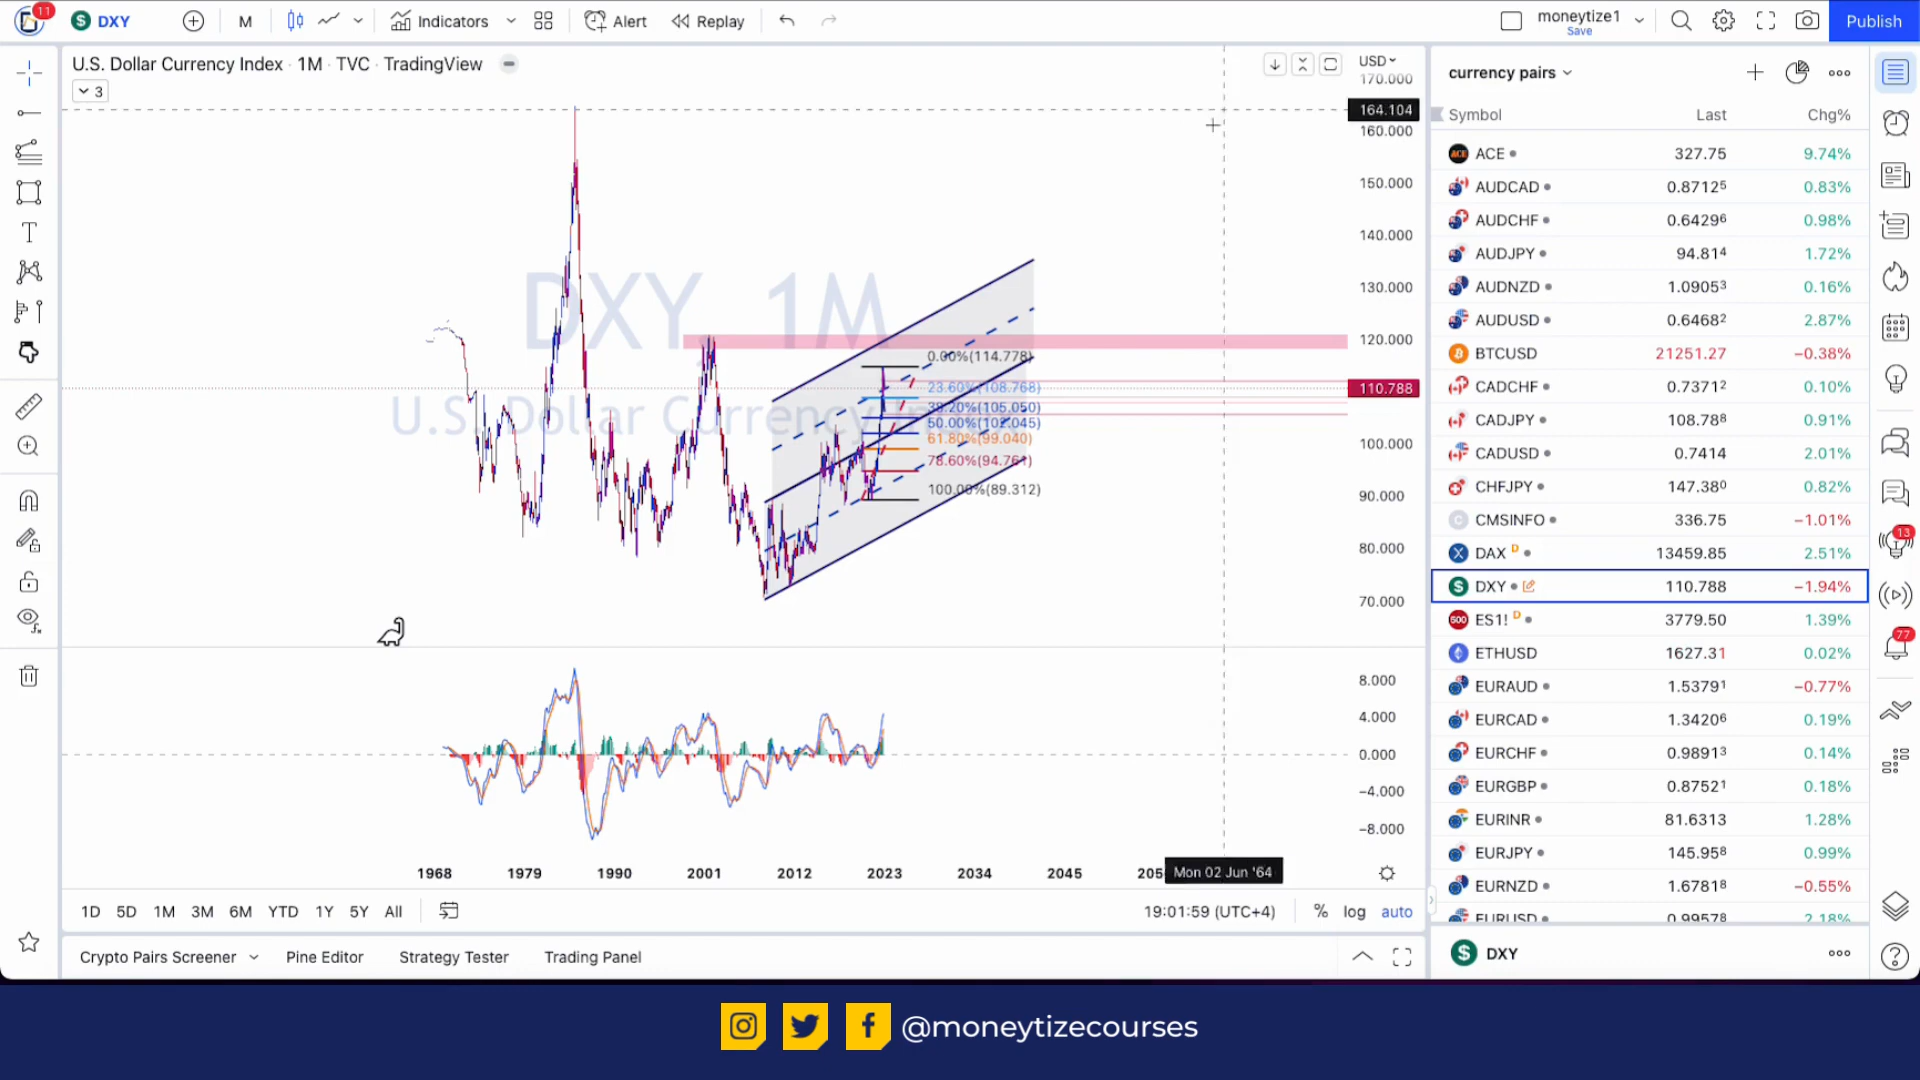 11
DXY
M
Indicators
Alert
Replay
moneytize1
Save
Publish
U.S. Dollar Currency Index · 1M · TVC · TradingView
3
USD
170.000
164.104
160.000
150.000
140.000
130.000
120.000
110.788
100.000
90.000
80.000
70.000
DXY, 1M
U.S. Dollar Currency In
0.00%(114.778)
23.60%(108.768)
38.20%(105.050)
50.00%(102.045)
61.80%(99.040)
78.60%(94.761)
100.00%(89.312)
8.000
4.000
0.000
−4.000
−8.000
1968 1979 1990 2001 2012 2023 2034 2045 205
Mon 02 Jun '64
1D 5D 1M 3M 6M YTD 1Y 5Y All
19:01:59 (UTC+4)
% log auto
Crypto Pairs Screener
Pine Editor
Strategy Tester
Trading Panel
currency pairs
Symbol Last Chg%
ACE 327.75 9.74%
AUDCAD 0.87125 0.83%
AUDCHF 0.64296 0.98%
AUDJPY 94.814 1.72%
AUDNZD 1.09053 0.16%
AUDUSD 0.64682 2.87%
BTCUSD 21251.27 −0.38%
CADCHF 0.73712 0.10%
CADJPY 108.788 0.91%
CADUSD 0.7414 2.01%
CHFJPY 147.380 0.82%
C CMSINFO 336.75 −1.01%
DAX D 13459.85 2.51%
DXY 110.788 −1.94%
500 ES1! D 3779.50 1.39%
ETHUSD 1627.31 0.02%
EURAUD 1.53791 −0.77%
EURCAD 1.34206 0.19%
EURCHF 0.98913 0.14%
EURGBP 0.87521 0.18%
EURINR 81.6313 1.28%
EURJPY 145.958 0.99%
EURNZD 1.67818 −0.55%
EURUSD 0.99578 2.18%
DXY
13
77
@moneytizecourses